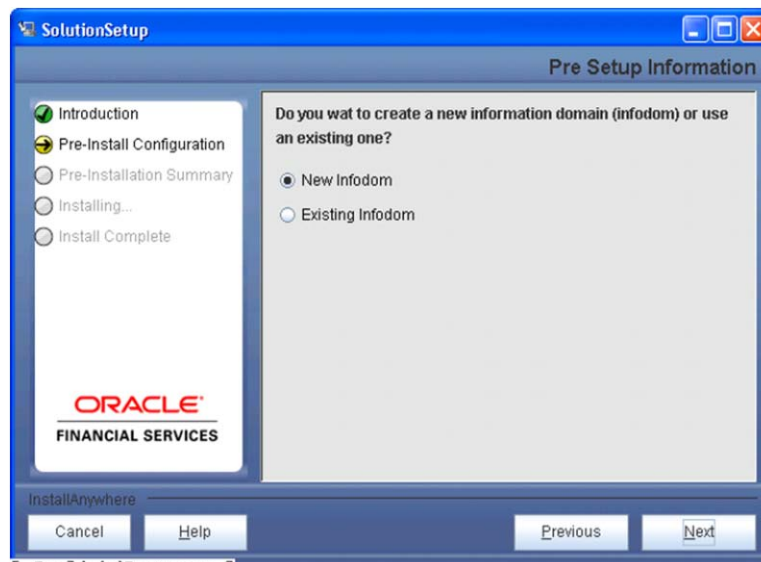 SolutionSetup
Pre Setup Information
Introduction
Pre-Install Configuration
Pre-Installation Summary
Installing...
Install Complete
ORACLE
FINANCIAL SERVICES
Do you wat to create a new information domain (infodom) or use
an existing one?
New Infodom
Existing Infodom
InstallAnywhere
Cancel
Help
Previous
Next